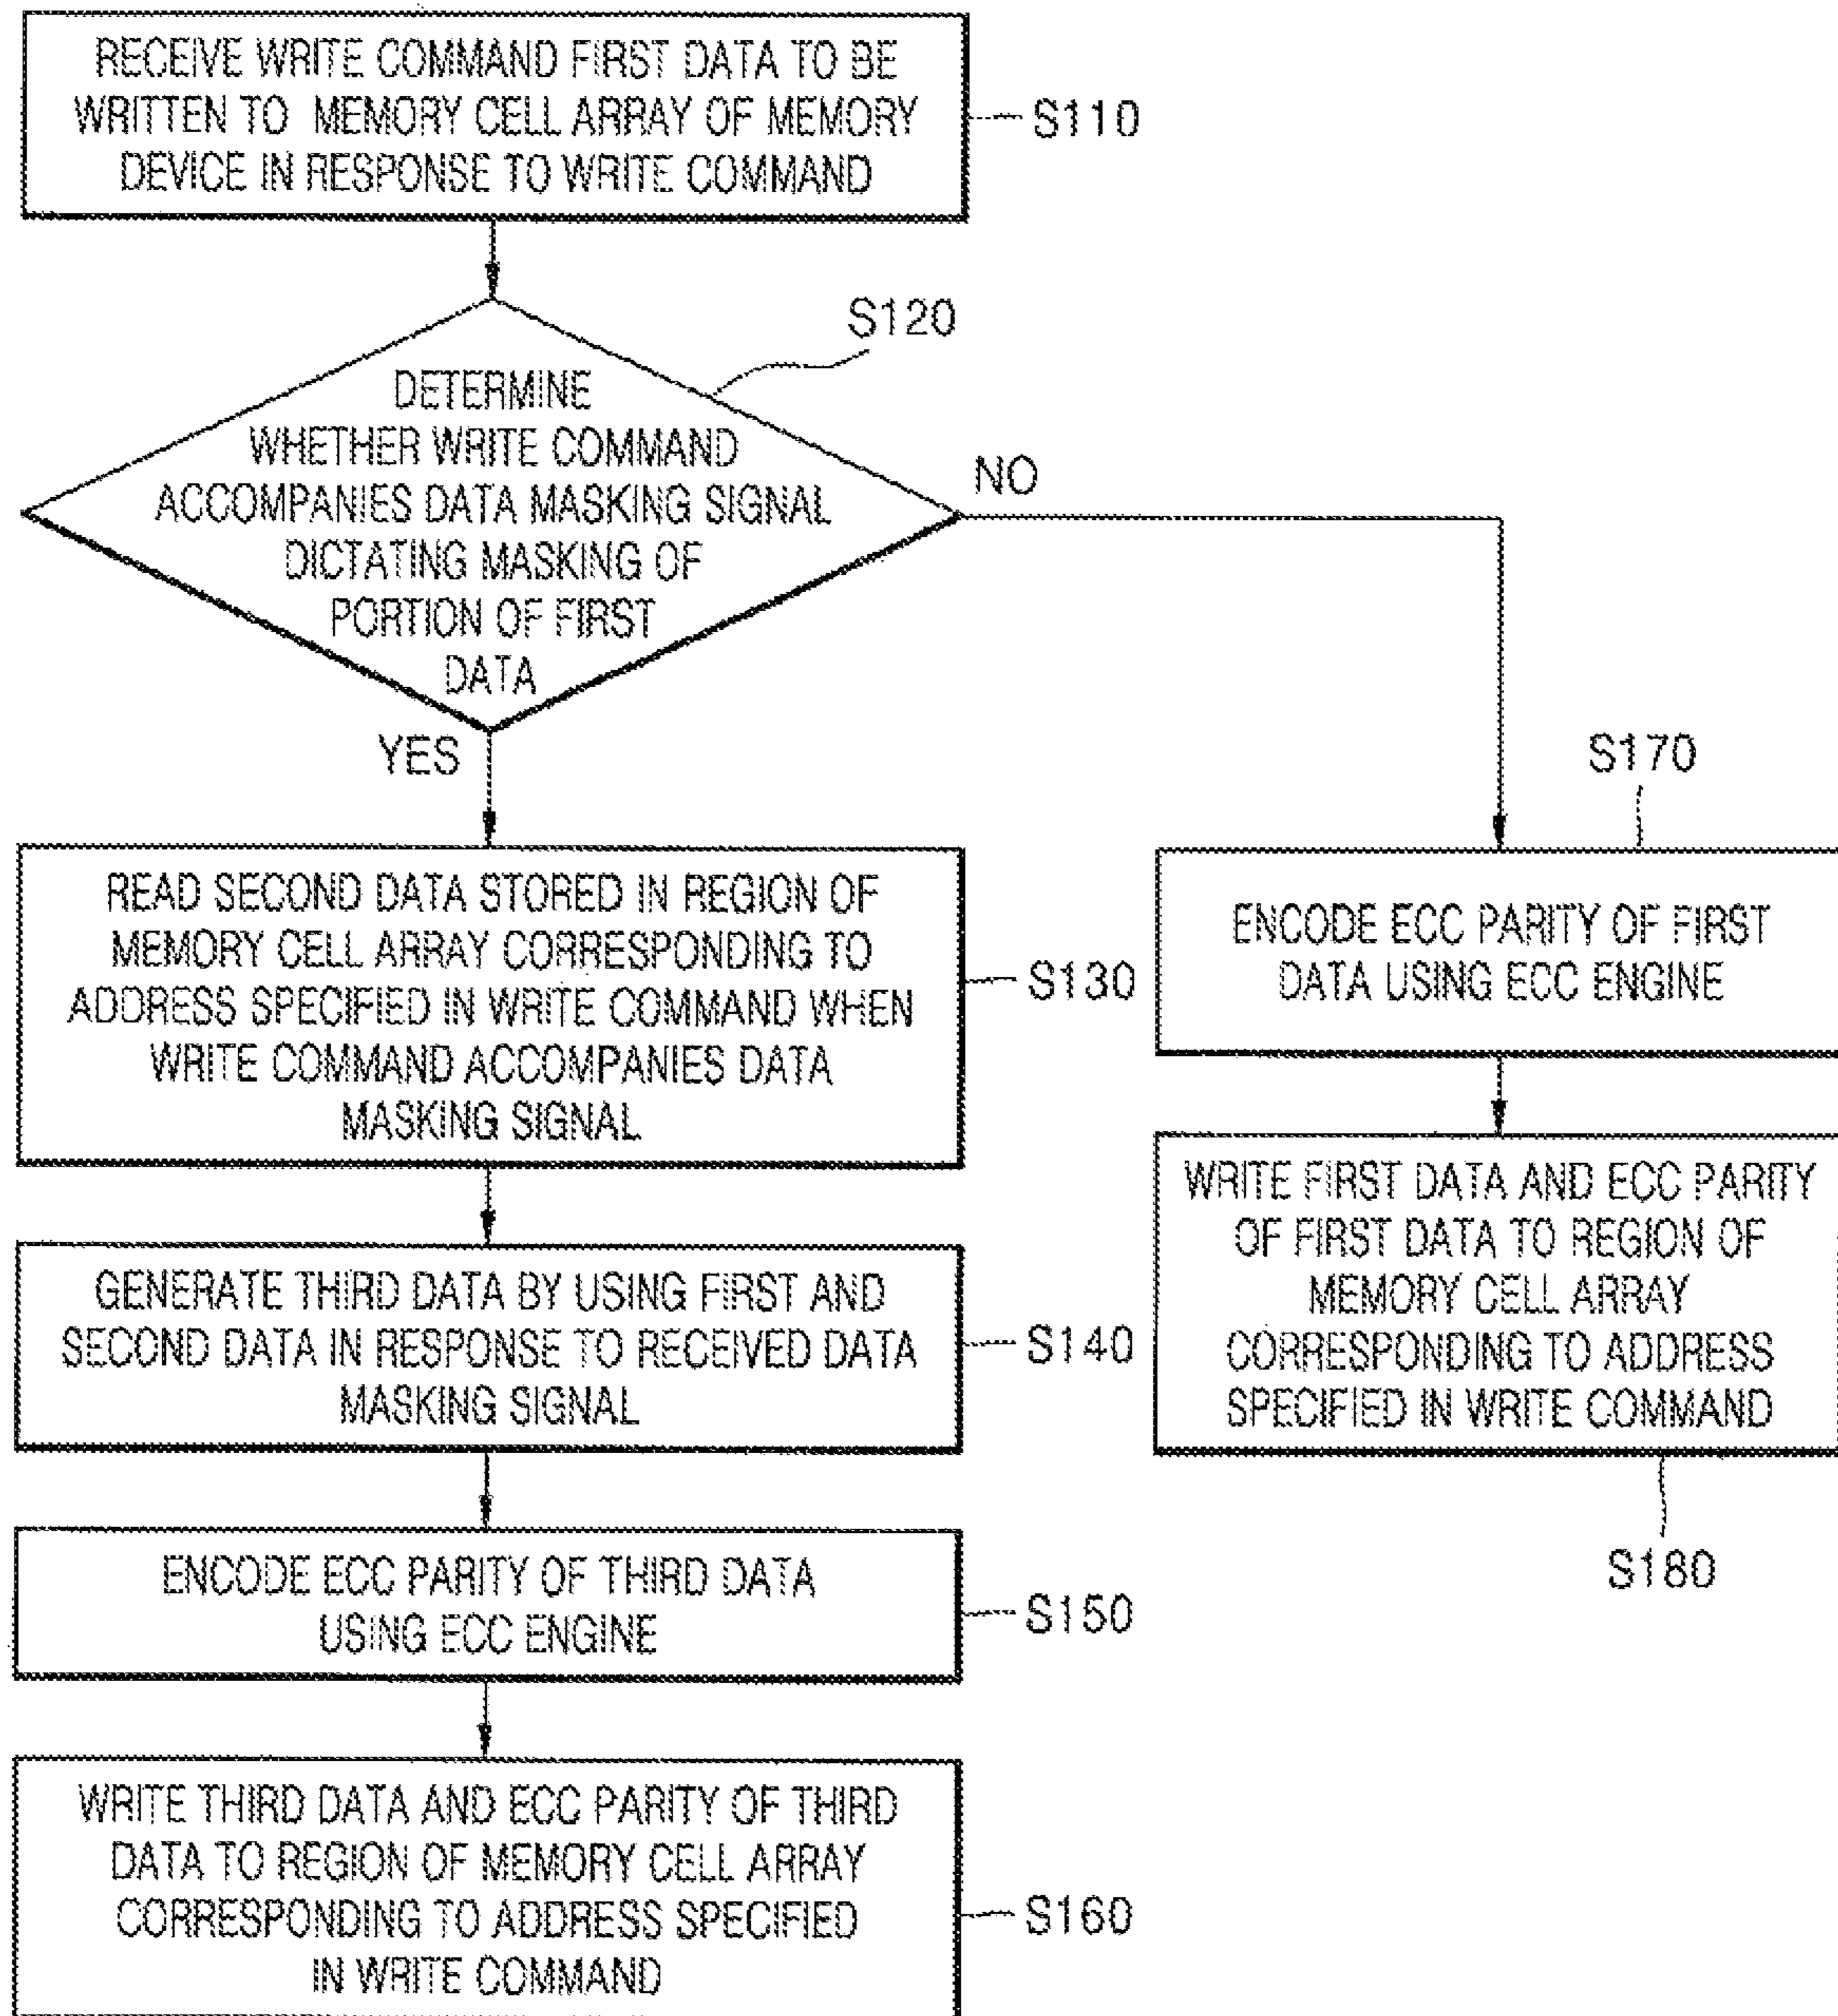 RECEIVE WRITE COMMAND FIRST DATA TO BE
WRITTEN TO MEMORY CELL ARRAY OF MEMORY
DEVICE IN RESPONSE TO WRITE COMMAND
S110
S120
DETERMINE
WHETHER WRITE COMMAND
ACCOMPANIES DATA MASKING SIGNAL
DICTATING MASKING OF
PORTION OF FIRST
DATA
NO
YES
READ SECOND DATA STORED IN REGION OF
MEMORY CELL ARRAY CORRESPONDING TO
ADDRESS SPECIFIED IN WRITE COMMAND WHEN
WRITE COMMAND ACCOMPANIES DATA
MASKING SIGNAL
S130
GENERATE THIRD DATA BY USING FIRST AND
SECOND DATA IN RESPONSE TO RECEIVED DATA
MASKING SIGNAL
S140
ENCODE ECC PARITY OF THIRD DATA
USING ECC ENGINE
S150
WRITE THIRD DATA AND ECC PARITY OF THIRD
DATA TO REGION OF MEMORY CELL ARRAY
CORRESPONDING TO ADDRESS SPECIFIED
IN WRITE COMMAND
S160
S170
ENCODE ECC PARITY OF FIRST
DATA USING ECC ENGINE
WRITE FIRST DATA AND ECC PARITY
OF FIRST DATA TO REGION OF
MEMORY CELL ARRAY
CORRESPONDING TO ADDRESS
SPECIFIED IN WRITE COMMAND
S180